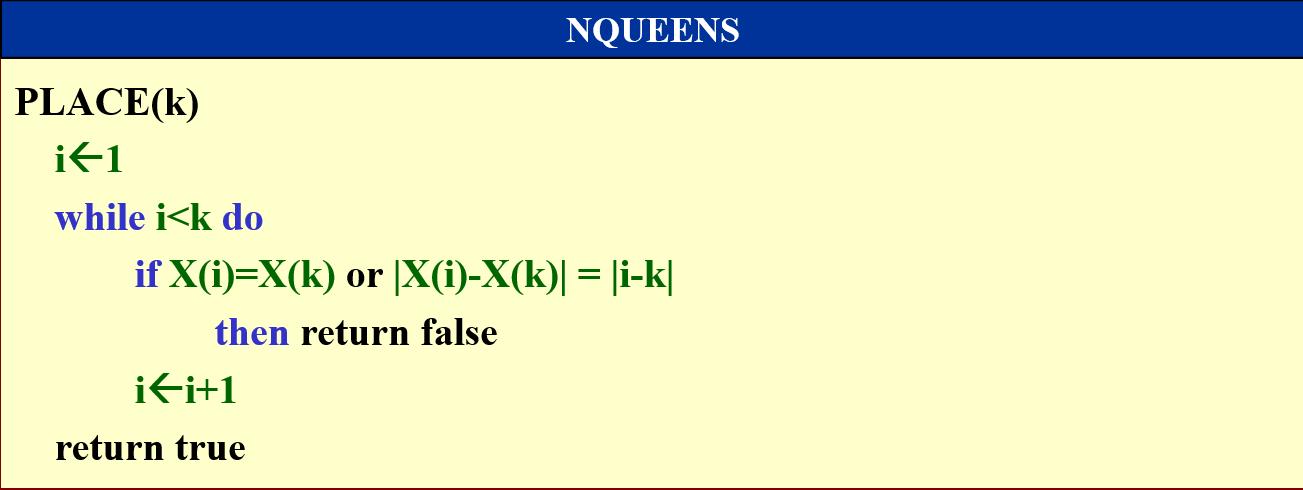 NQUEENS
PLACE(k)
i←1
while i<k do
if X(i)=X(k) or |X(i)-X(k)| = |i-k|
then return false
i←i+1
return true